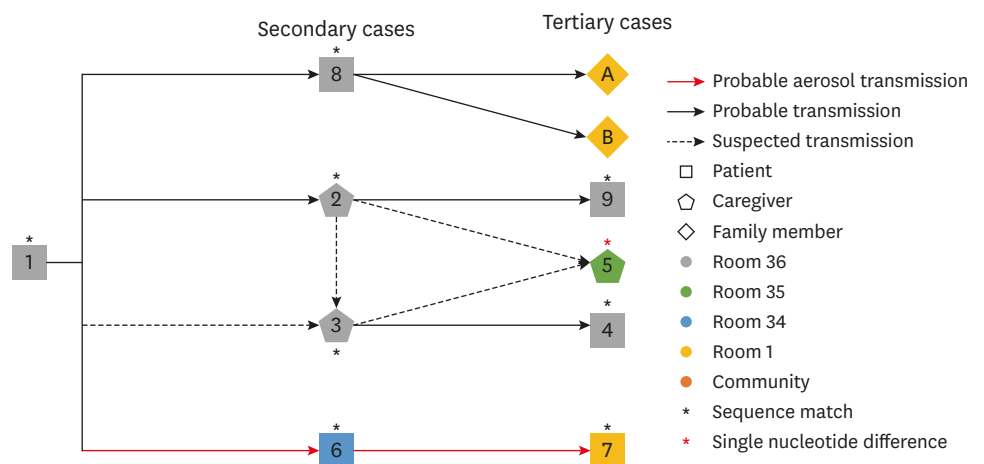 Secondary cases
Tertiary cases
*
8
A
B
*
2
*
9
*
1
*
5
3
*
*
4
*
6
*
7
Probable aerosol transmission
Probable transmission
Suspected transmission
Patient
Caregiver
Family member
Room 36
Room 35
Room 34
Room 1
Community
* Sequence match
* Single nucleotide difference